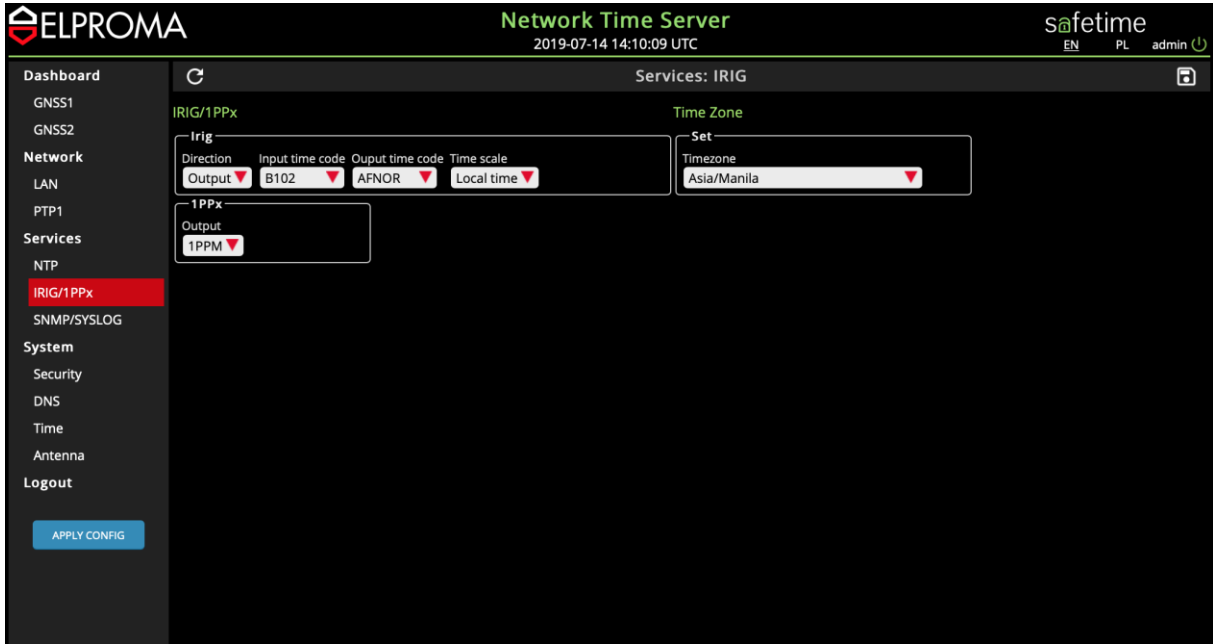 ELPROMA
Network Time Server
2019-07-14 14:10:09 UTC
safetime
EN PL admin
Dashboard
GNSS1
GNSS2
Network
LAN
PTP1
Services
NTP
IRIG/1PPx
SNMP/SYSLOG
System
Security
DNS
Time
Antenna
Logout
APPLY CONFIG
Services: IRIG
IRIG/1PPx
Irig
Direction Input time code Ouput time code Time scale
Output B102 AFNOR Local time
1PPx
Output
1PPM
Time Zone
Set
Timezone
Asia/Manila